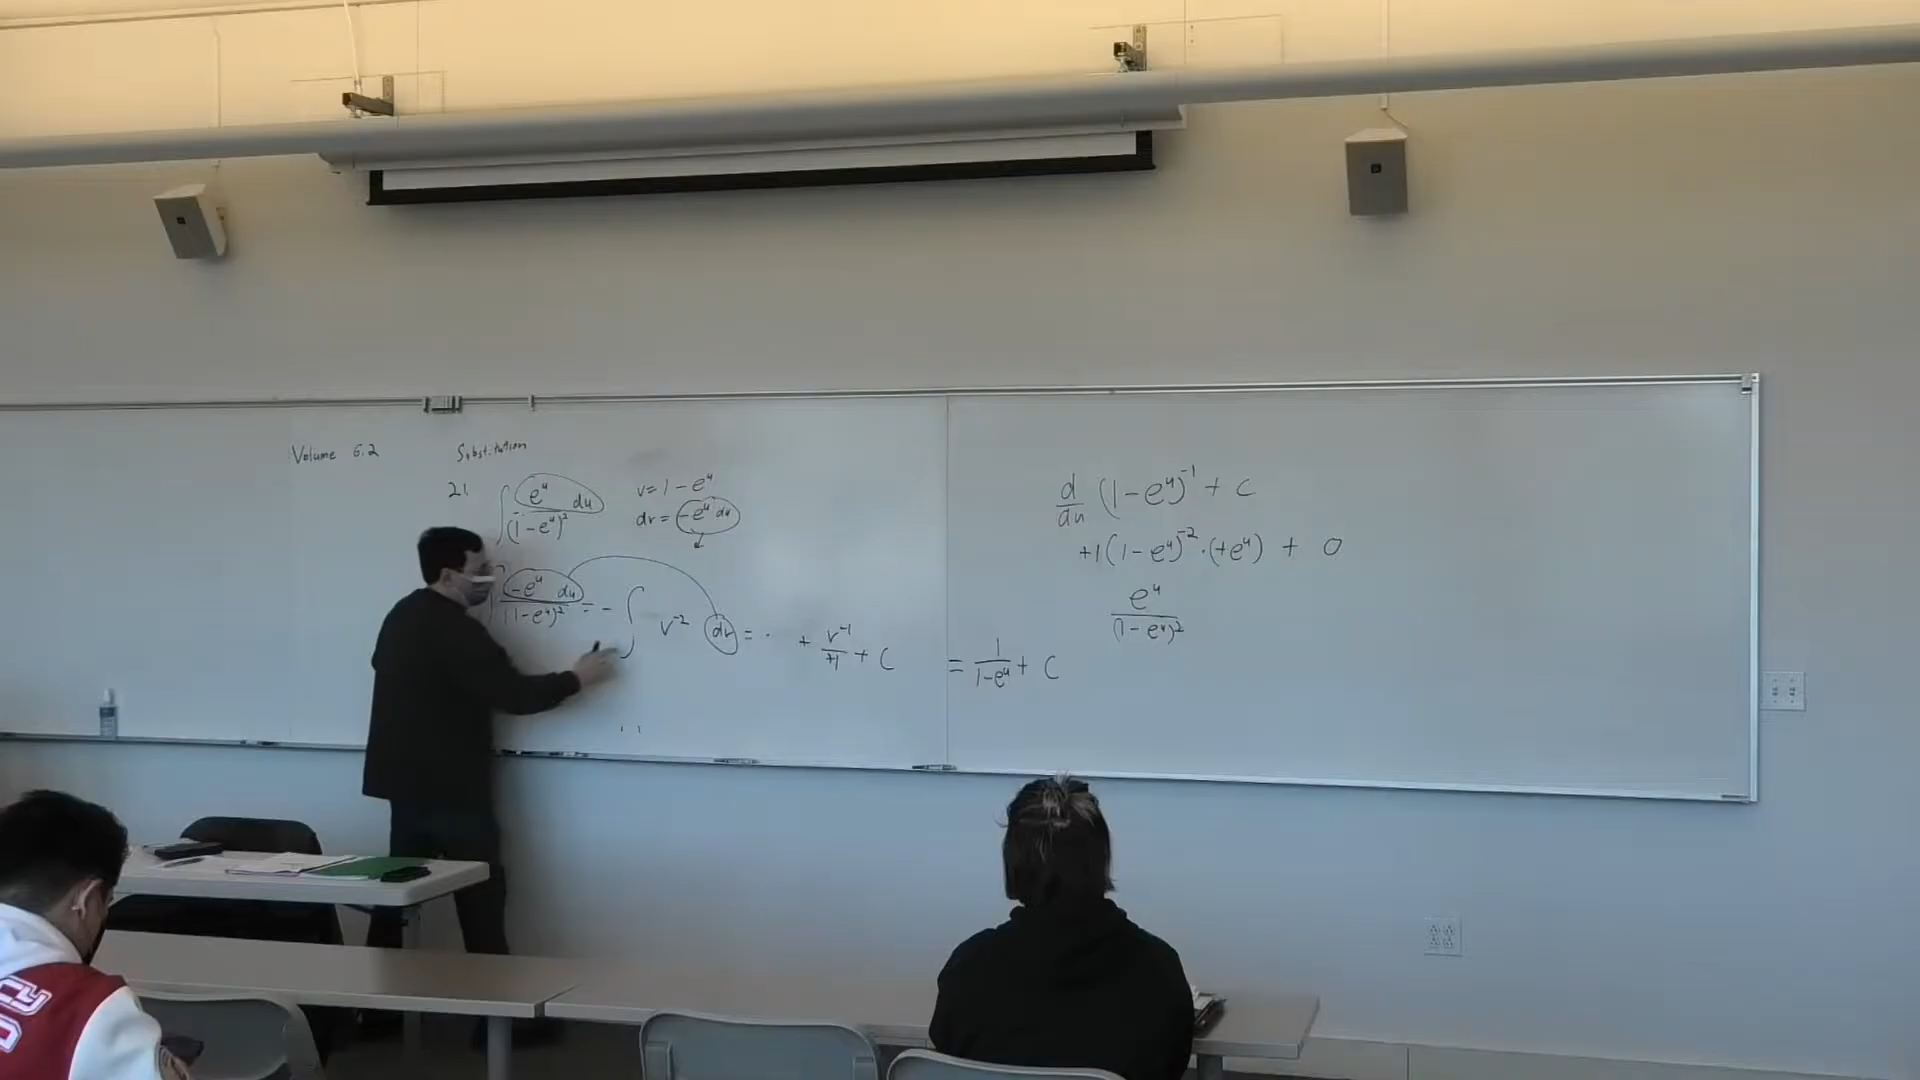 Volume 6.2
Substitution
21. ∫ e^u du / (1-e^u)^2
v = 1 - e^u
dv = -e^u du
-e^u du / (1-e^u)^2 = - ∫ v^-2 dv = + v^-1 / +1 + C = 1 / 1-e^u + C
d/du (1-e^u)^-1 + C
+1(1-e^u)^-2 · (+e^u) + 0
e^u / (1-e^u)^2